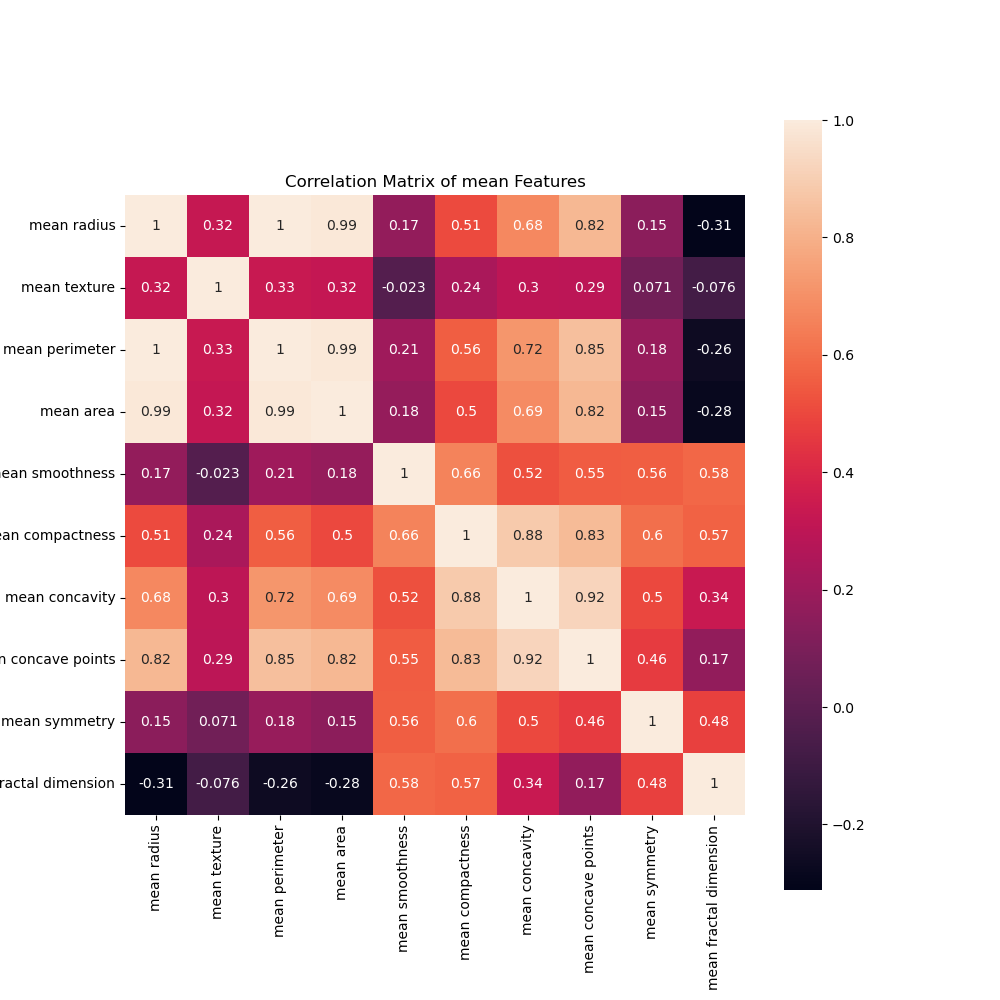 Correlation Matrix of mean Features
mean radius 1 0.32 1 0.99 0.17 0.51 0.68 0.82 0.15 -0.31
mean texture 0.32 1 0.33 0.32 -0.023 0.24 0.3 0.29 0.071 -0.076
mean perimeter 1 0.33 1 0.99 0.21 0.56 0.72 0.85 0.18 -0.26
mean area 0.99 0.32 0.99 1 0.18 0.5 0.69 0.82 0.15 -0.28
ean smoothness 0.17 -0.023 0.21 0.18 1 0.66 0.52 0.55 0.56 0.58
ean compactness 0.51 0.24 0.56 0.5 0.66 1 0.88 0.83 0.6 0.57
mean concavity 0.68 0.3 0.72 0.69 0.52 0.88 1 0.92 0.5 0.34
n concave points 0.82 0.29 0.85 0.82 0.55 0.83 0.92 1 0.46 0.17
mean symmetry 0.15 0.071 0.18 0.15 0.56 0.6 0.5 0.46 1 0.48
ractal dimension -0.31 -0.076 -0.26 -0.28 0.58 0.57 0.34 0.17 0.48 1
mean radius
mean texture
mean perimeter
mean area
mean smoothness
mean compactness
mean concavity
mean concave points
mean symmetry
mean fractal dimension
1.0
0.8
0.6
0.4
0.2
0.0
−0.2